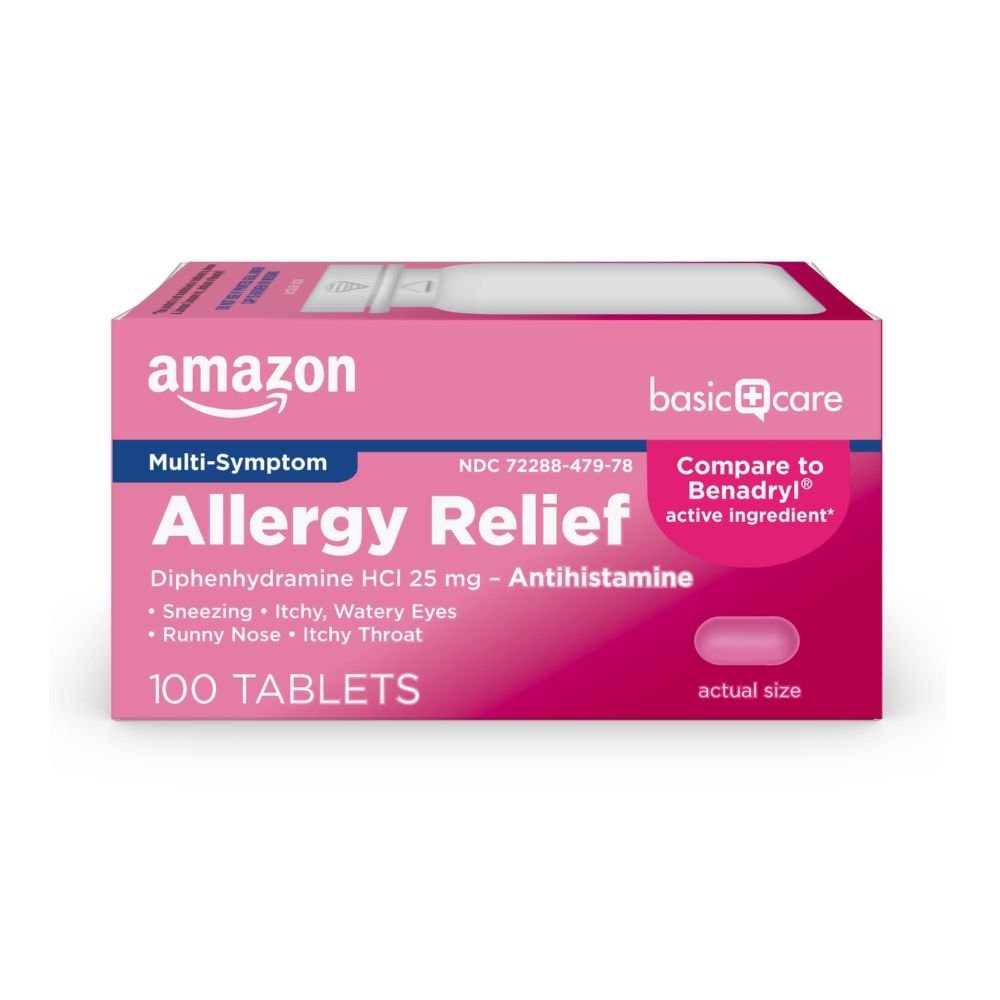 amazon
basic care
Multi-Symptom
NDC 72288-479-78
Compare to
Benadryl®
active ingredient*
Allergy Relief
Diphenhydramine HCl 25 mg – Antihistamine
• Sneezing • Itchy, Watery Eyes
• Runny Nose • Itchy Throat
100 TABLETS
actual size